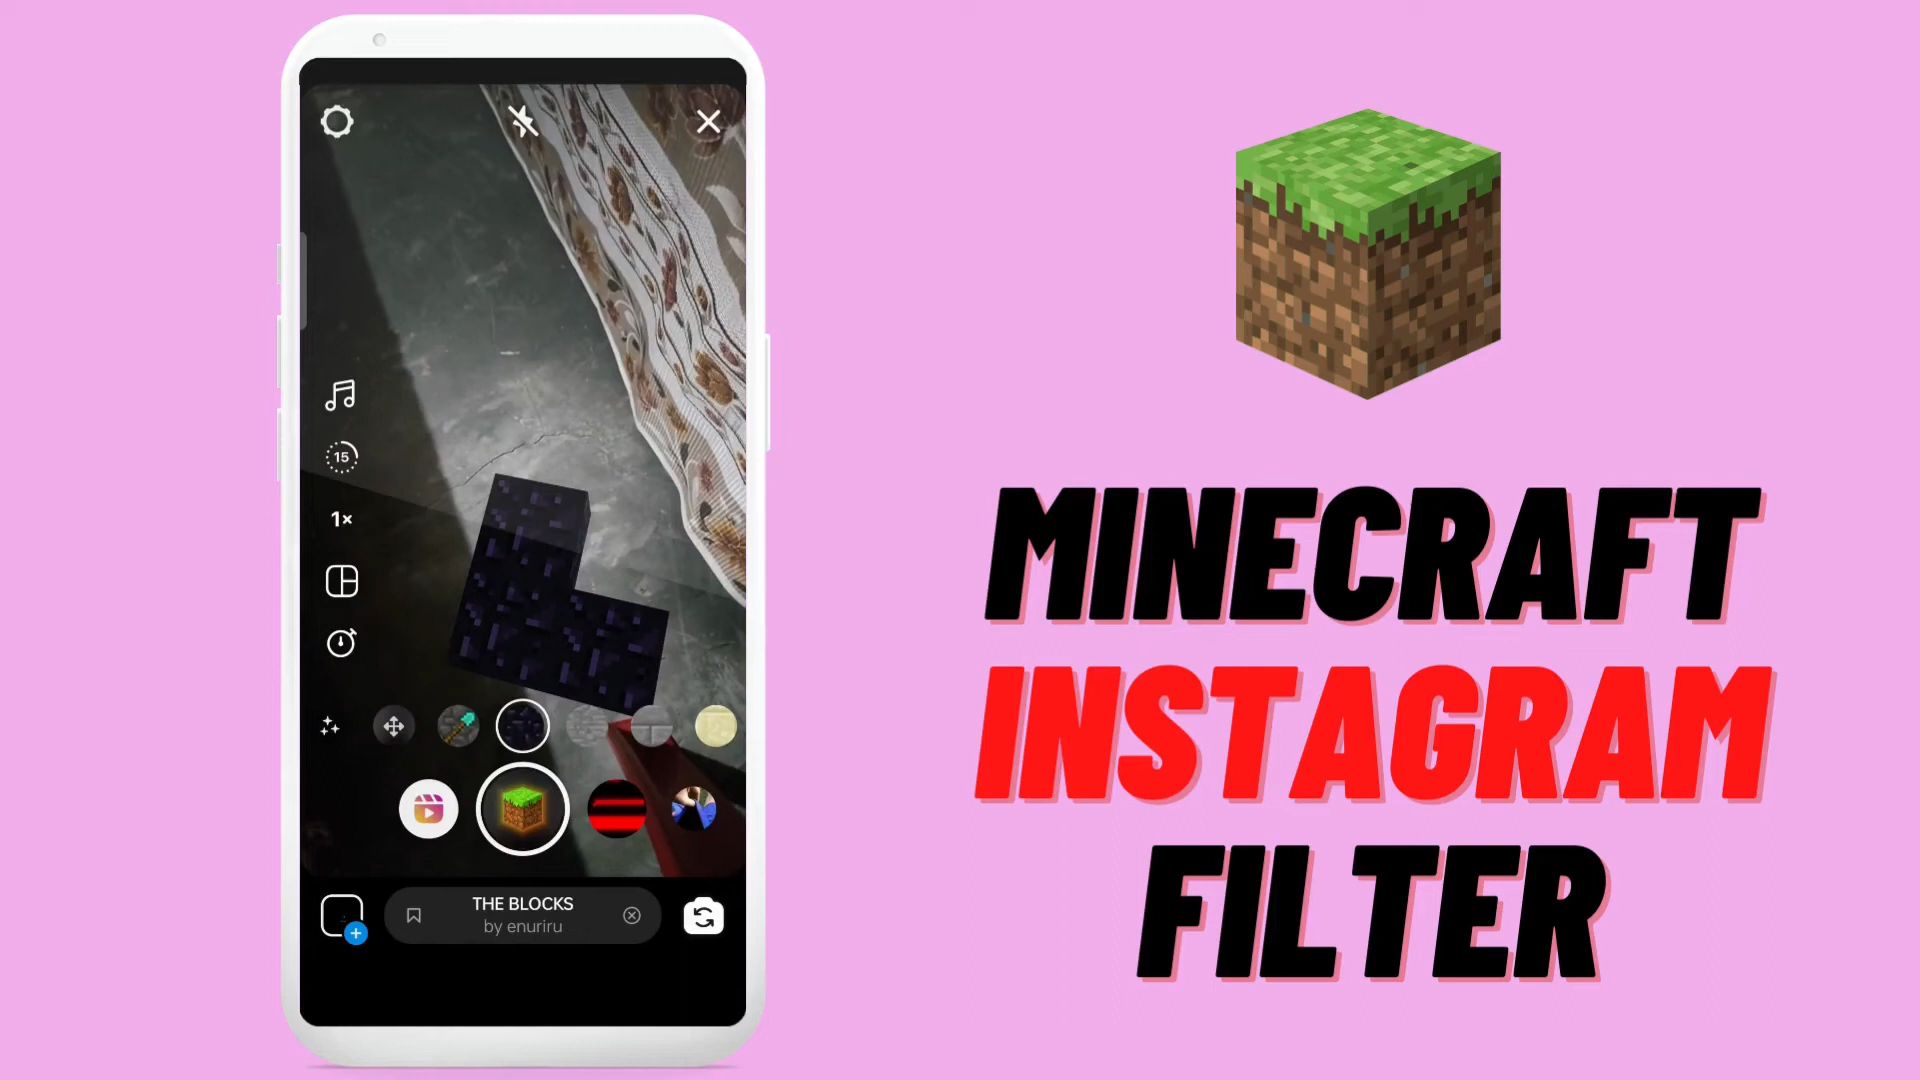 15
1×
THE BLOCKS
by enuriru
MINECRAFT
INSTAGRAM
FILTER